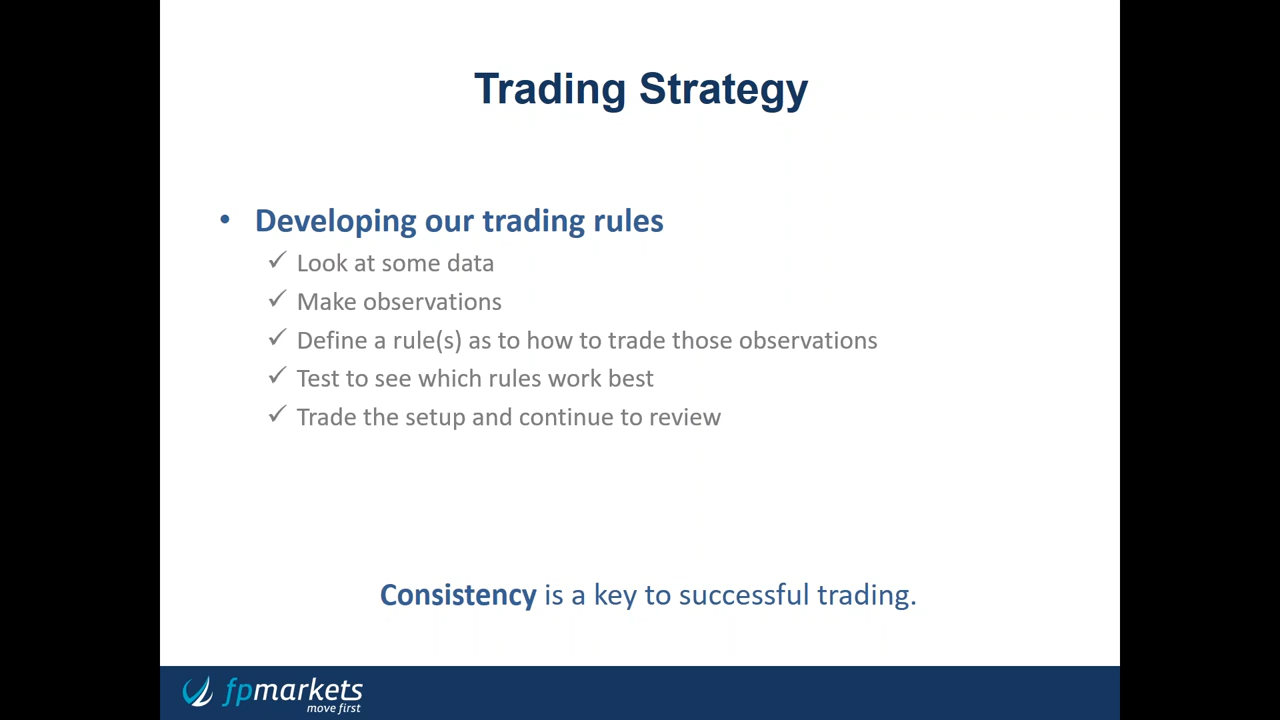 Trading Strategy
• Developing our trading rules
✓ Look at some data
✓ Make observations
✓ Define a rule(s) as to how to trade those observations
✓ Test to see which rules work best
✓ Trade the setup and continue to review
Consistency is a key to successful trading.
fpmarkets
move first